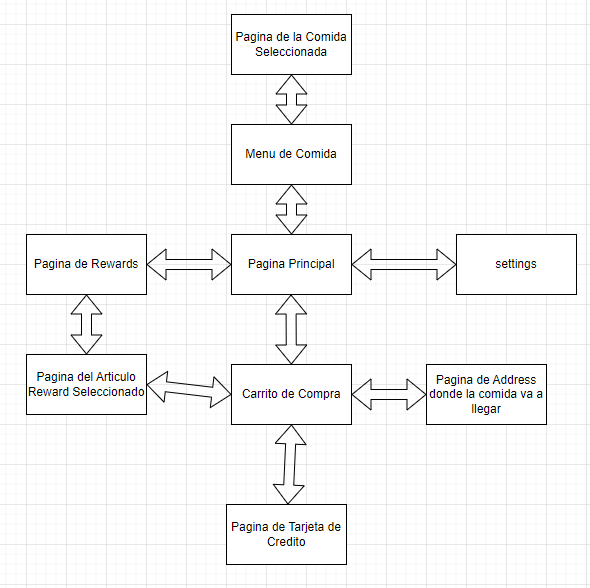 Pagina de la Comida
Seleccionada
Menu de Comida
Pagina de Rewards
Pagina Principal
settings
Pagina del Articulo
Reward Seleccionado
Carrito de Compra
Pagina de Address
donde la comida va a
llegar
Pagina de Tarjeta de
Credito